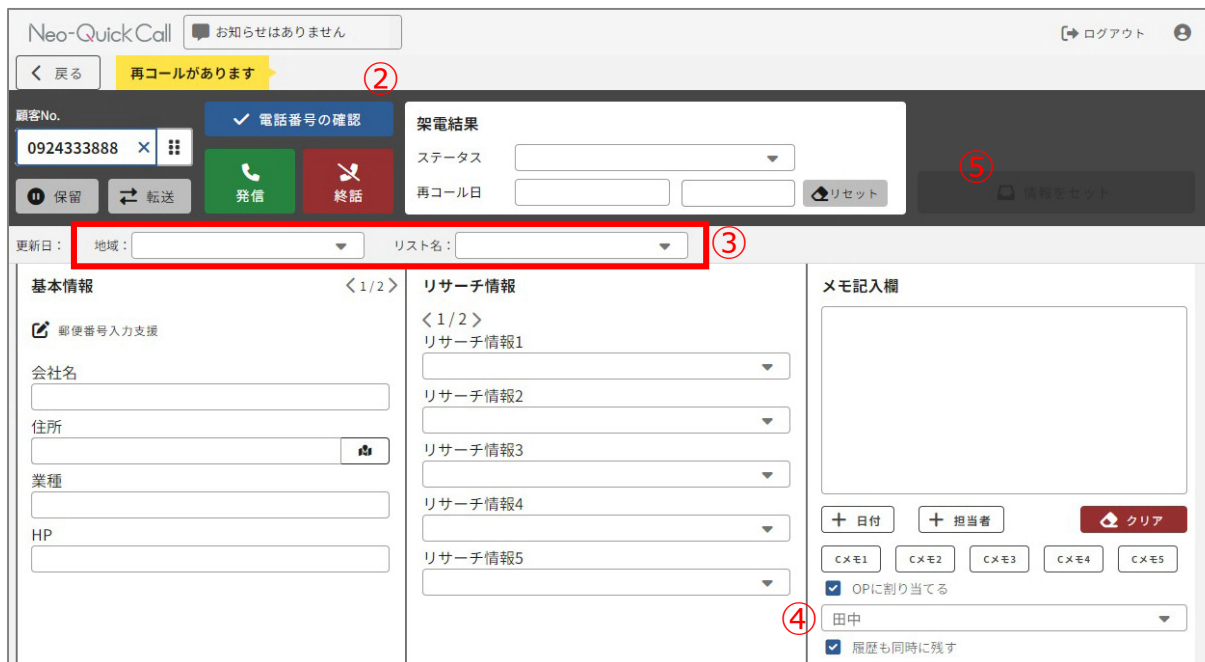 Neo-QuickCall お知らせはありません ログアウト
戻る 再コールがあります ②
顧客No. 電話番号の確認 架電結果
0924333888 × ステータス ⑤
保留 転送 発信 終話 再コール日 リセット 情報をセット
更新日： 地域： リスト名： ③
基本情報 <1/2>
郵便番号入力支援
会社名
住所
業種
HP
リサーチ情報
<1/2>
リサーチ情報1
リサーチ情報2
リサーチ情報3
リサーチ情報4
リサーチ情報5
メモ記入欄
＋ 日付 ＋ 担当者 クリア
Cメモ1 Cメモ2 Cメモ3 Cメモ4 Cメモ5
OPに割り当てる
④ 田中
履歴も同時に残す